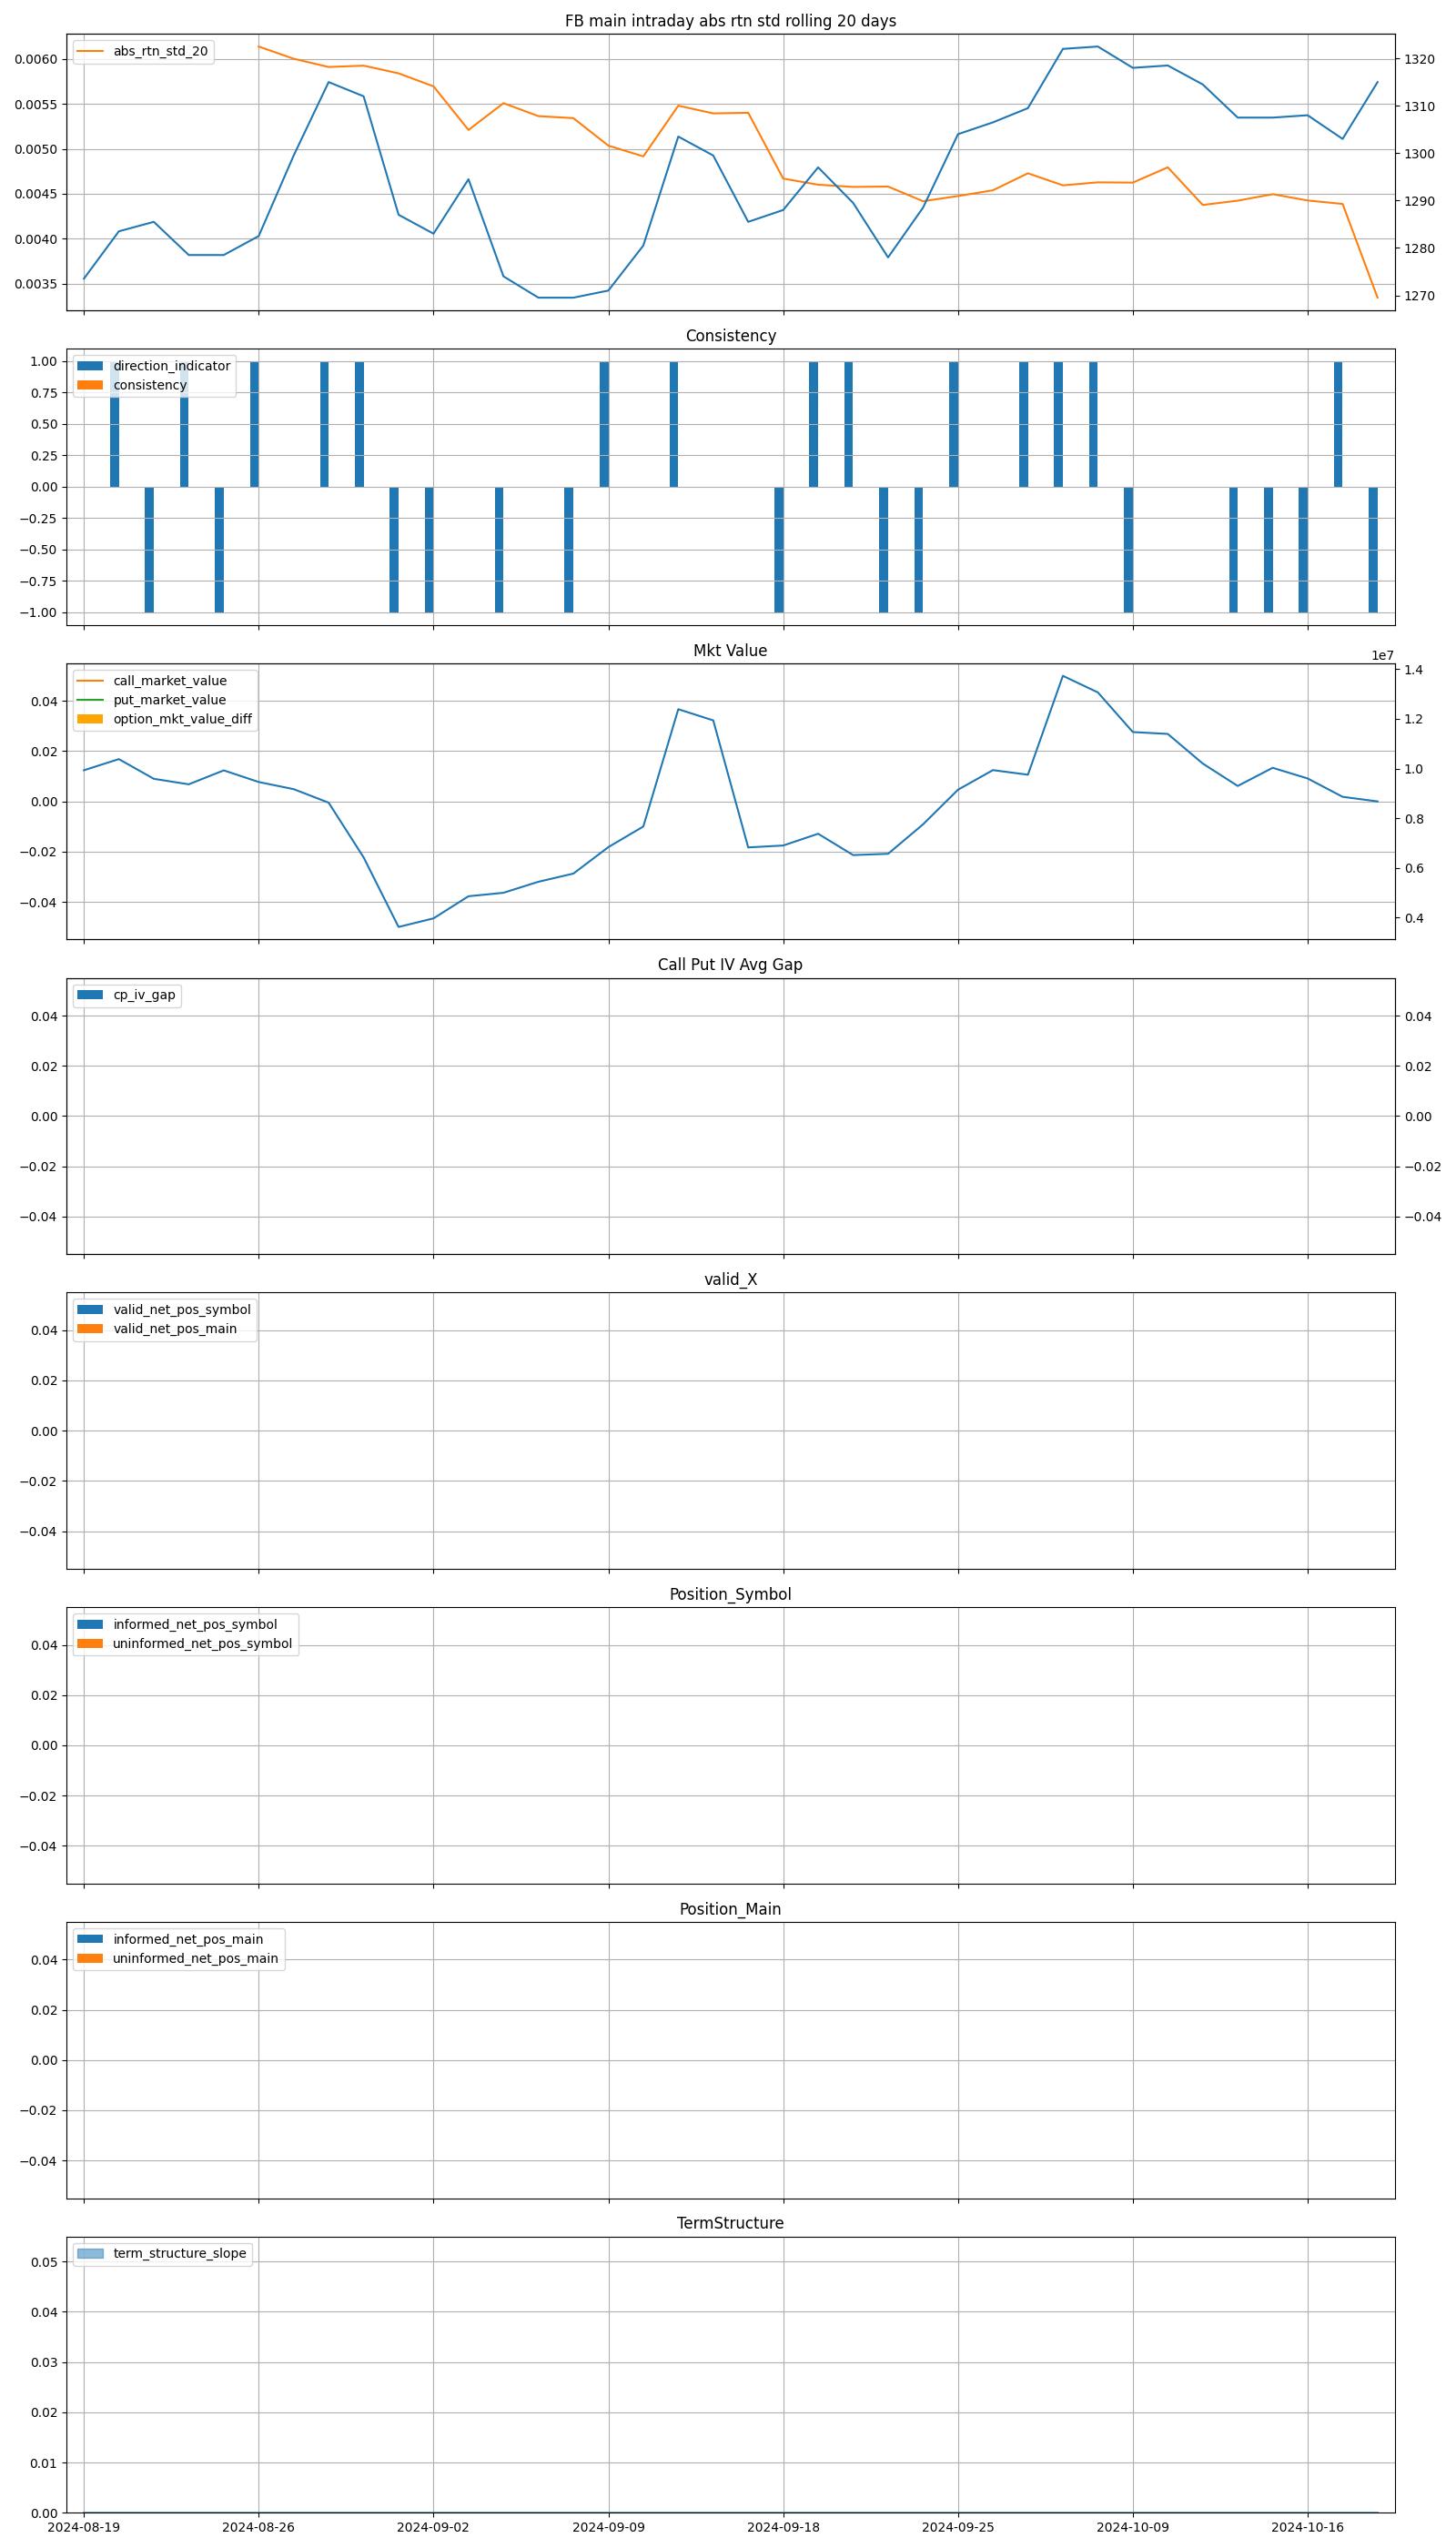 FB main intraday abs rtn std rolling 20 days
abs_rtn_std_20
0.0060
0.0055
0.0050
0.0045
0.0040
0.0035
1320
1310
1300
1290
1280
1270
Consistency
direction_indicator
consistency
1.00
0.75
0.50
0.25
0.00
−0.25
−0.50
−0.75
−1.00
Mkt Value
1e7
call_market_value
put_market_value
option_mkt_value_diff
0.04
0.02
0.00
−0.02
−0.04
1.4
1.2
1.0
0.8
0.6
0.4
Call Put IV Avg Gap
cp_iv_gap
0.04
0.02
0.00
−0.02
−0.04
0.04
0.02
0.00
−0.02
−0.04
valid_X
valid_net_pos_symbol
valid_net_pos_main
0.04
0.02
0.00
−0.02
−0.04
Position_Symbol
informed_net_pos_symbol
uninformed_net_pos_symbol
0.04
0.02
0.00
−0.02
−0.04
Position_Main
informed_net_pos_main
uninformed_net_pos_main
0.04
0.02
0.00
−0.02
−0.04
TermStructure
term_structure_slope
0.05
0.04
0.03
0.02
0.01
0.00
2024-08-19 2024-08-26 2024-09-02 2024-09-09 2024-09-18 2024-09-25 2024-10-09 2024-10-16